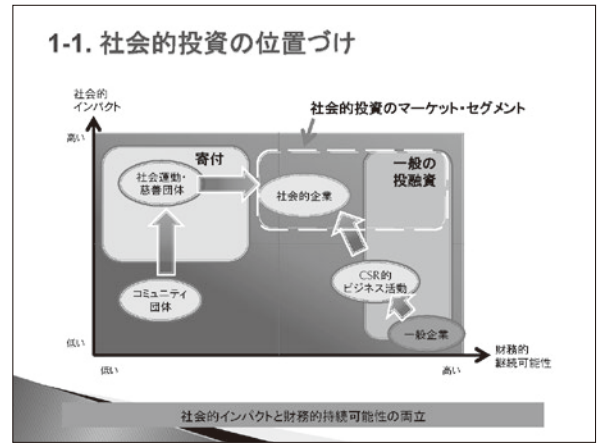 1-1. 社会的投資の位置づけ
社会的
インパクト
社会的投資のマーケット・セグメント
高い
寄付
一般の
投融資
社会運動・
慈善団体
社会的企業
CSR的
ビジネス活動
コミュニティ
団体
一般企業
低い
財務的
継続可能性
低い
高い
社会的インパクトと財務的持続可能性の両立